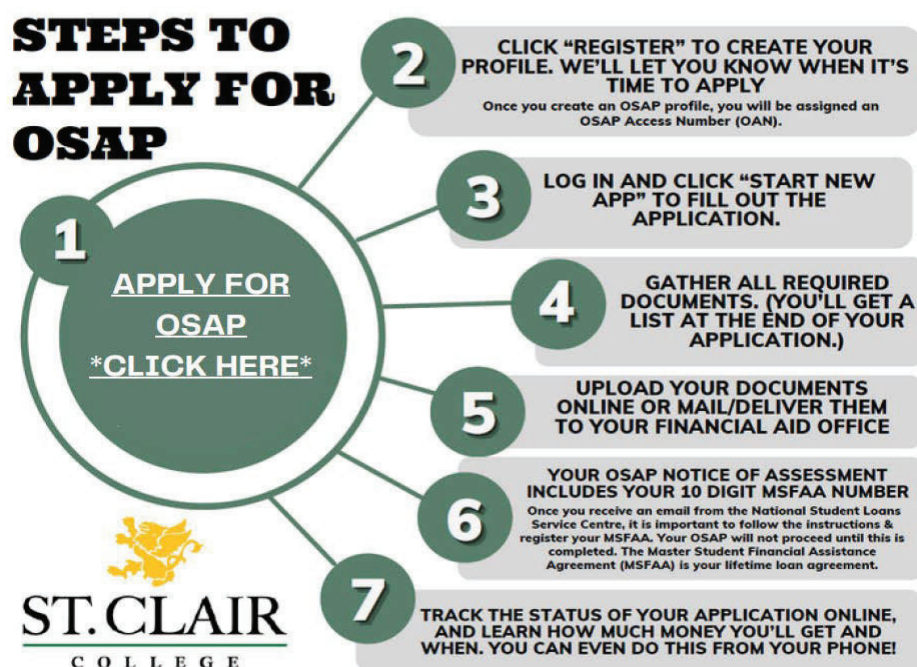 STEPS TO
APPLY FOR
OSAP
1
APPLY FOR
OSAP
*CLICK HERE*
2
CLICK “REGISTER” TO CREATE YOUR
PROFILE. WE’LL LET YOU KNOW WHEN IT’S
TIME TO APPLY
Once you create an OSAP profile, you will be assigned an
OSAP Access Number (OAN).
3
LOG IN AND CLICK “START NEW
APP” TO FILL OUT THE
APPLICATION.
4
GATHER ALL REQUIRED
DOCUMENTS. (YOU’LL GET A
LIST AT THE END OF YOUR
APPLICATION.)
5
UPLOAD YOUR DOCUMENTS
ONLINE OR MAIL/DELIVER THEM
TO YOUR FINANCIAL AID OFFICE
6
YOUR OSAP NOTICE OF ASSESSMENT
INCLUDES YOUR 10 DIGIT MSFAA NUMBER
Once you receive an email from the National Student Loans
Service Centre, it is important to follow the instructions &
register your MSFAA. Your OSAP will not proceed until this is
completed. The Master Student Financial Assistance
Agreement (MSFAA) is your lifetime loan agreement.
7
TRACK THE STATUS OF YOUR APPLICATION ONLINE,
AND LEARN HOW MUCH MONEY YOU’LL GET AND
WHEN. YOU CAN EVEN DO THIS FROM YOUR PHONE!
ST. CLAIR
COLLEGE